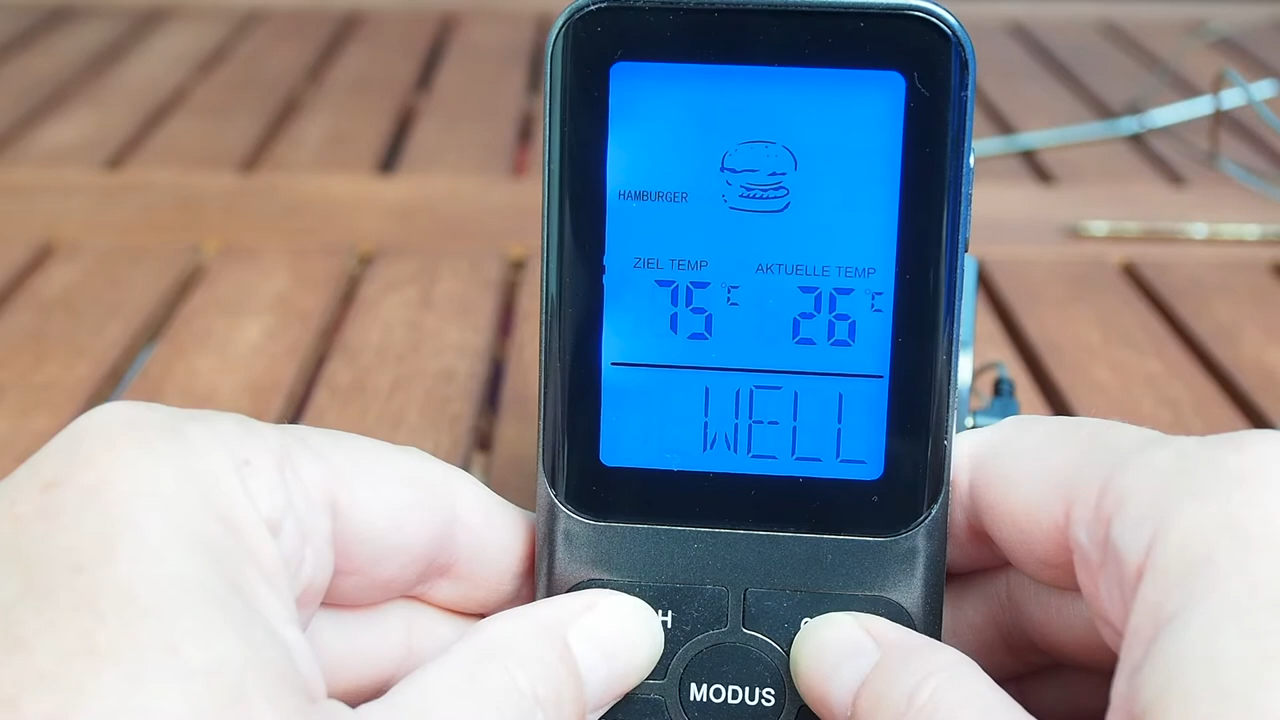 HAMBURGER
ZIEL TEMP AKTUELLE TEMP
75°C 26°C
WELL
MODUS